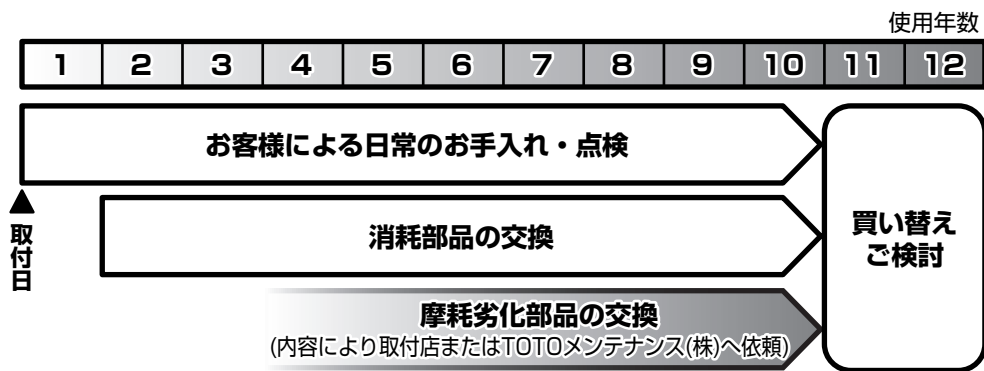 使用年数
1 2 3 4 5 6 7 8 9 10 11 12
お客様による日常のお手入れ・点検
取付日
消耗部品の交換
買い替え
ご検討
摩耗劣化部品の交換
(内容により取付店またはTOTOメンテナンス(株)へ依頼)